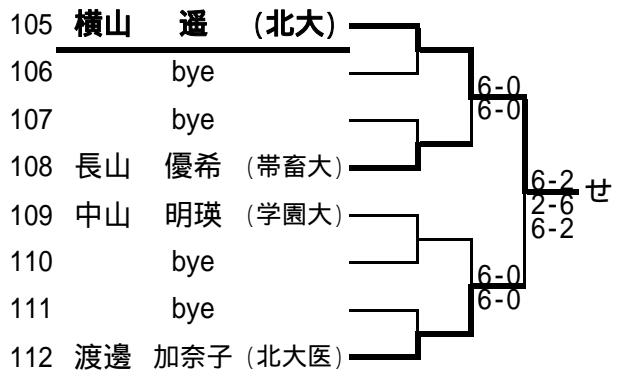 105 横山 遥 (北大)
106 bye
107 bye
108 長山 優希 (帯畜大)
109 中山 明瑛 (学園大)
110 bye
111 bye
112 渡邊 加奈子 (北大医)
6-0
6-0
6-0
6-0
6-2
2-6
6-2
せ